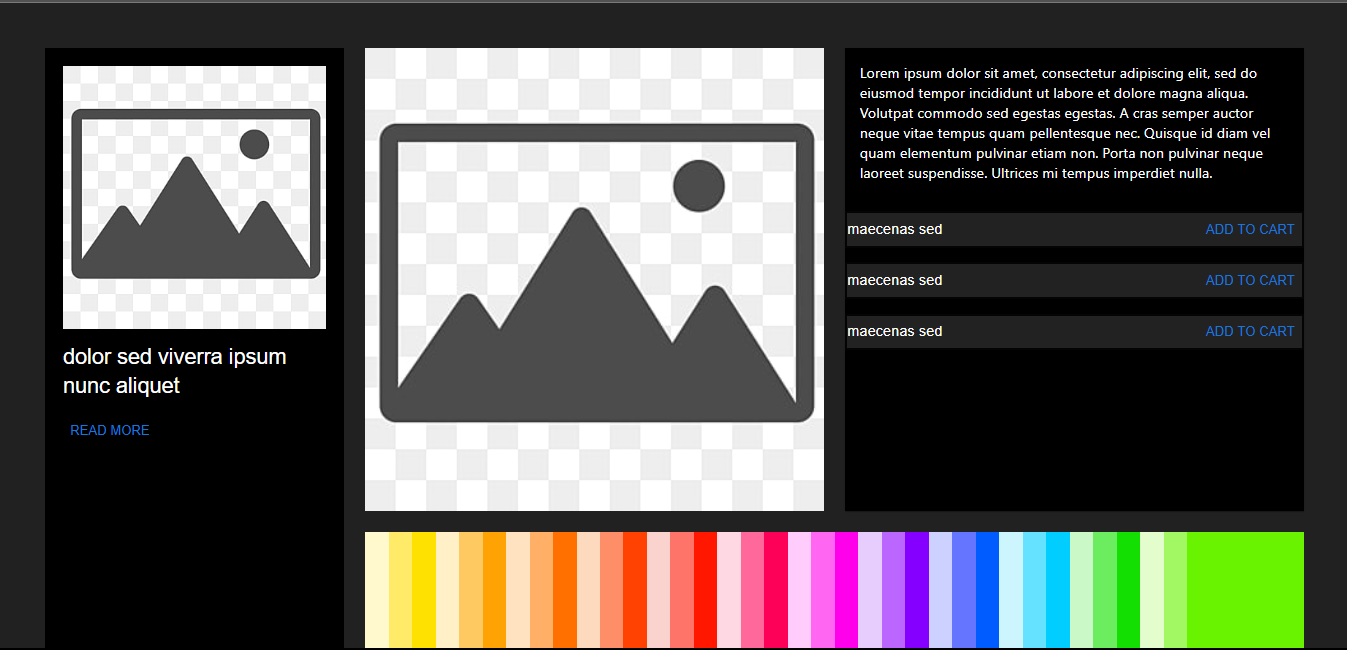 dolor sed viverra ipsum
nunc aliquet
READ MORE
Lorem ipsum dolor sit amet, consectetur adipiscing elit, sed do
eiusmod tempor incididunt ut labore et dolore magna aliqua.
Volutpat commodo sed egestas egestas. A cras semper auctor
neque vitae tempus quam pellentesque nec. Quisque id diam vel
quam elementum pulvinar etiam non. Porta non pulvinar neque
laoreet suspendisse. Ultrices mi tempus imperdiet nulla.
maecenas sed ADD TO CART
maecenas sed ADD TO CART
maecenas sed ADD TO CART